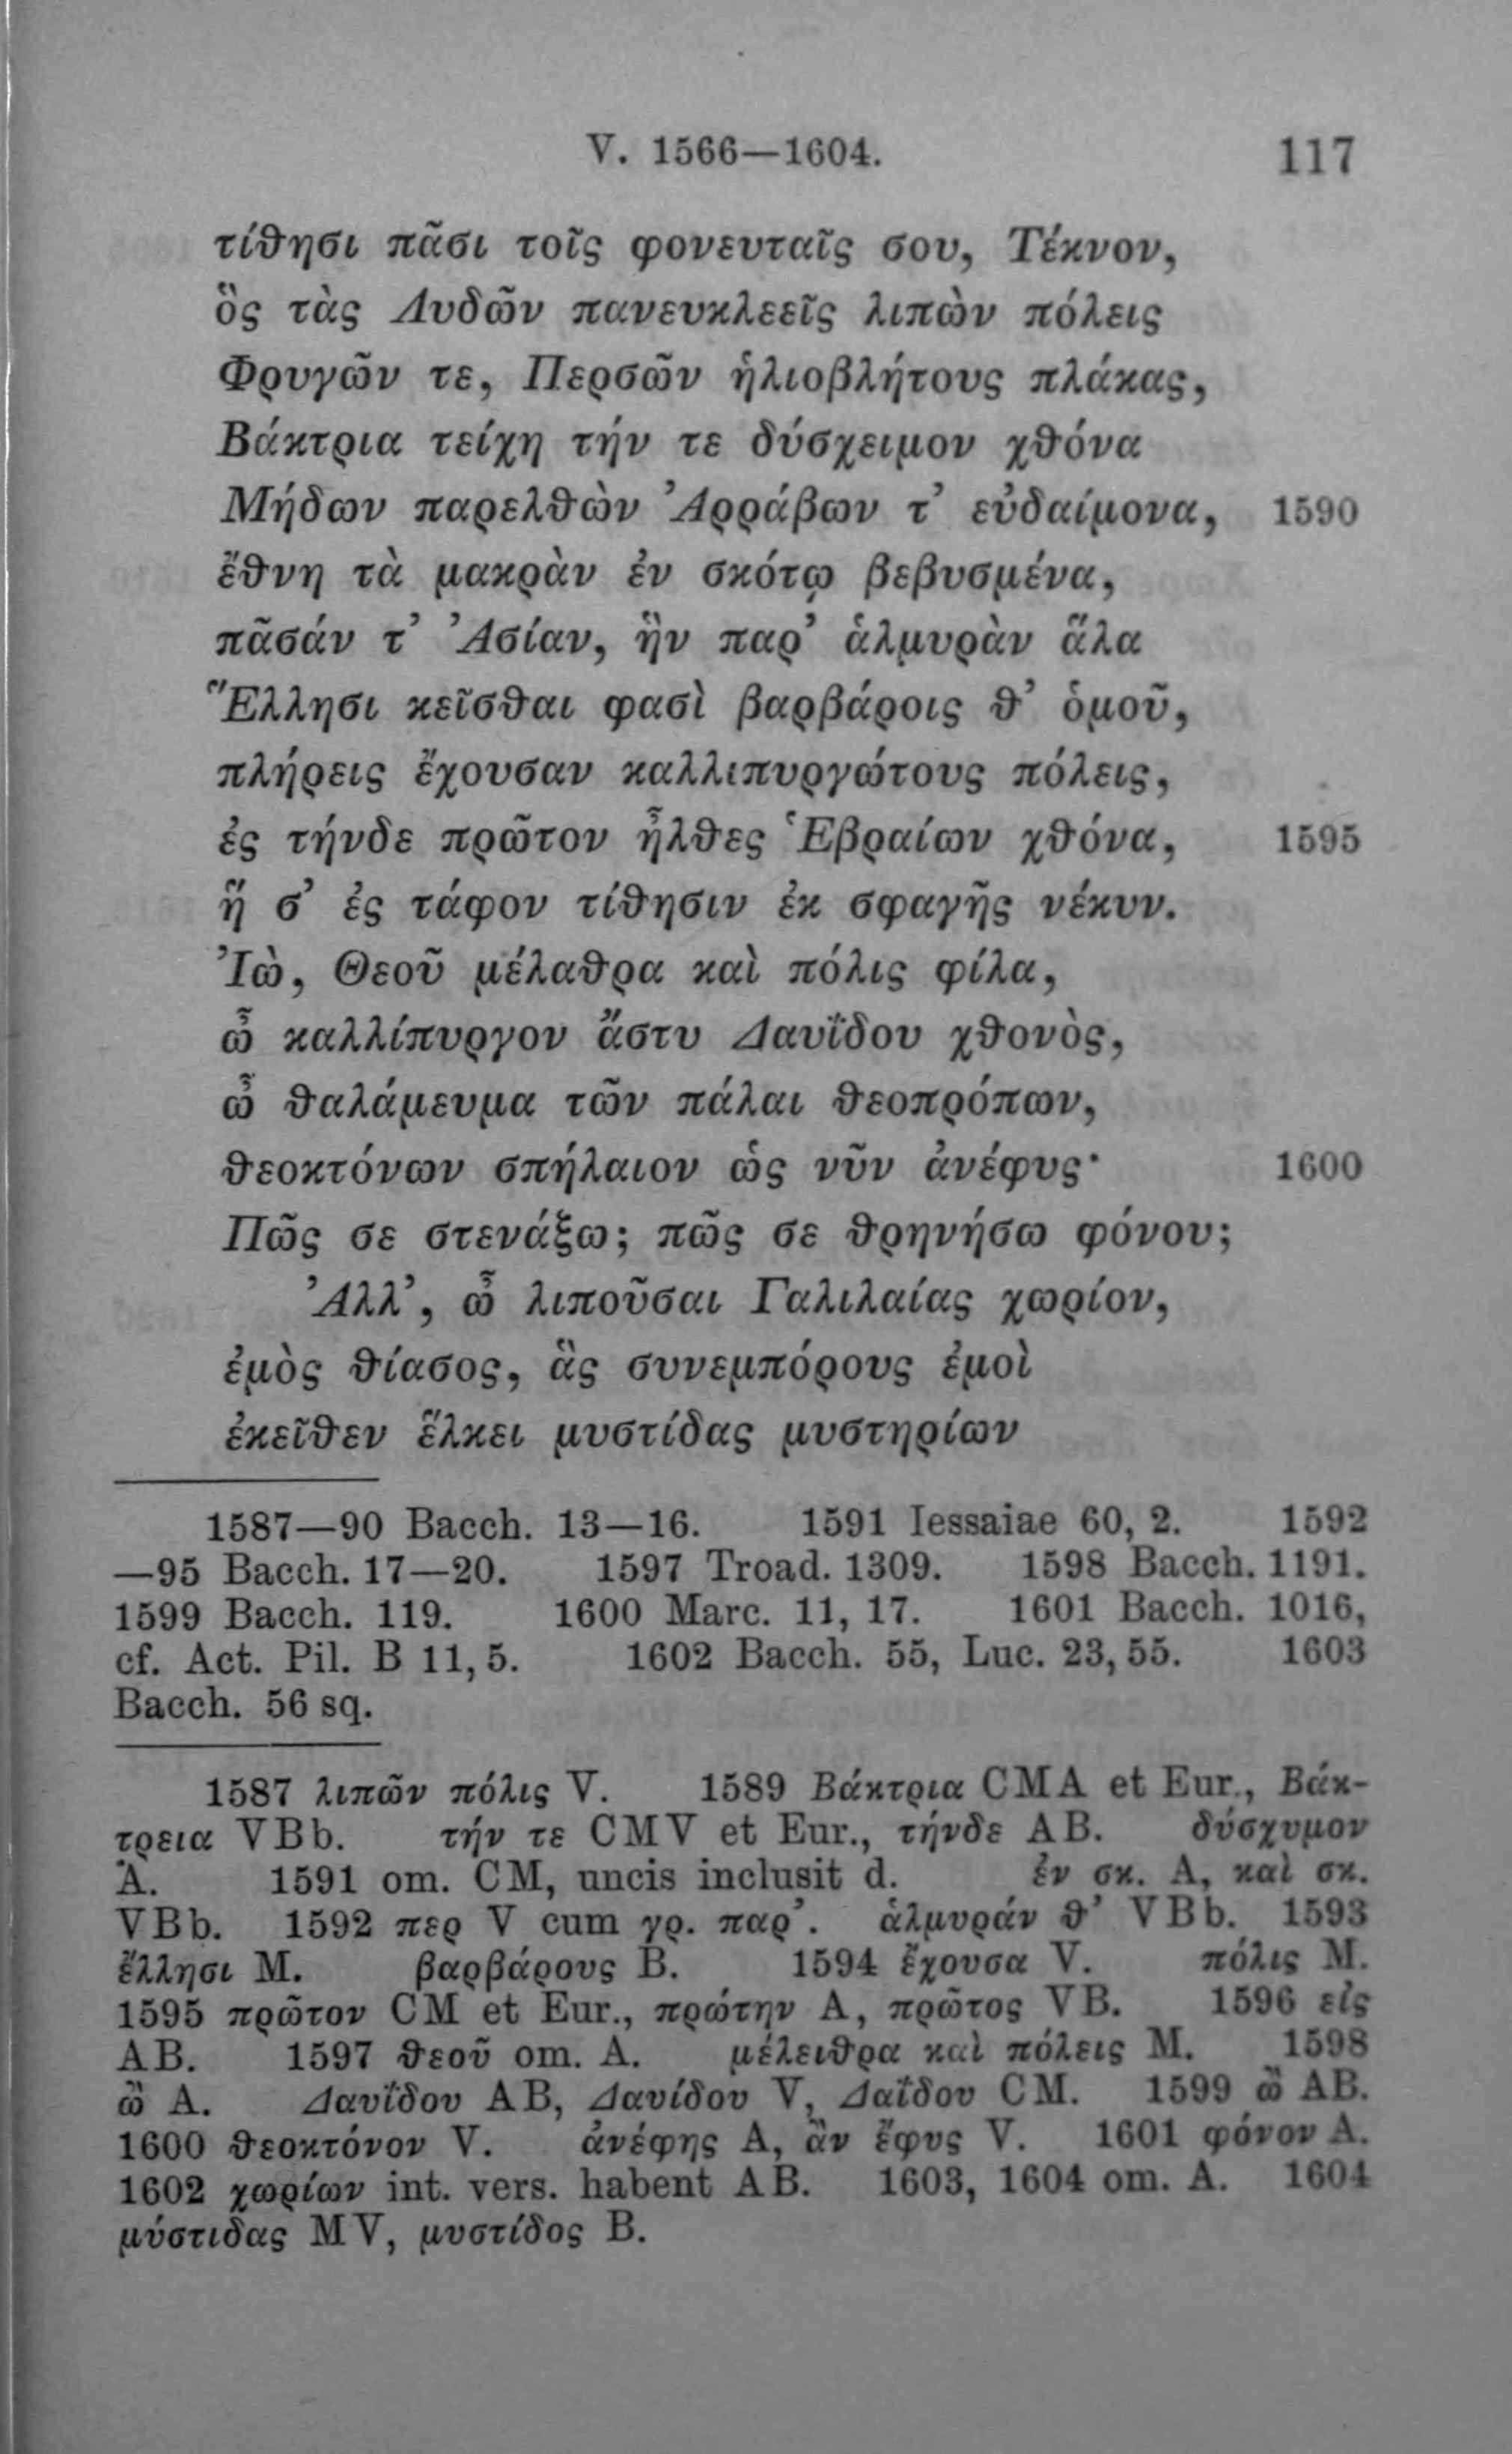 V. 1566—1604. 117
τίθησι πᾶσι τοῖς φονευταῖς σου, Τέκνον,
ὃς τὰς Λυδῶν πανευκλεεῖς λιπὼν πόλεις
Φρυγῶν τε, Περσῶν ἡλιοβλήτους πλάκας,
Βάκτρια τείχη τήν τε δύσχειμον χθόνα
Μήδων παρελθὼν Ἀρράβων τ’ εὐδαίμονα, 1590
ἔθνη τὰ μακρὰν ἐν σκότῳ βεβυσμένα,
πᾶσάν τ’ Ἀσίαν, ἣν παρ’ ἁλμυρὰν ἅλα
Ἕλλησι κεῖσθαι φασὶ βαρβάροις θ’ ὁμοῦ,
πλήρεις ἔχουσαν καλλιπυργώτους πόλεις,
ἐς τήνδε πρῶτον ἦλθες Ἑβραίων χθόνα, 1595
ἥ σ’ ἐς τάφον τίθησιν ἐκ σφαγῆς νέκυν.
Ἰὼ, Θεοῦ μέλαθρα καὶ πόλις φίλα,
ὦ καλλίπυργον ἄστυ Δαυΐδου χθονὸς,
ὦ θαλάμευμα τῶν πάλαι θεοπρόπων,
θεοκτόνων σπήλαιον ὡς νῦν ἀνέφυς· 1600
Πῶς σε στενάξω; πῶς σε θρηνήσω φόνου;
Ἀλλ’, ὦ λιποῦσαι Γαλιλαίας χωρίον,
ἐμὸς θίασος, ἃς συνεμπόρους ἐμοὶ
ἐκεῖθεν ἕλκει μυστίδας μυστηρίων
1587—90 Bacch. 13—16. 1591 Iessaiae 60, 2. 1592
—95 Bacch. 17—20. 1597 Troad. 1309. 1598 Bacch. 1191.
1599 Bacch. 119. 1600 Marc. 11, 17. 1601 Bacch. 1016,
cf. Act. Pil. B 11, 5. 1602 Bacch. 55, Luc. 23, 55. 1603
Bacch. 56 sq.
1587 λιπῶν πόλις V. 1589 Βάκτρια CMA et Eur., Βάκ-
τρεια VBb. τήν τε CMV et Eur., τήνδε AB. δύσχυμον
A. 1591 om. CM, uncis inclusit d. ἐν σκ. A, καὶ σκ.
VBb. 1592 περ V cum γρ. παρ’. ἁλμυράν θ’ VBb. 1593
ἔλλησι M. βαρβάρους B. 1594 ἔχουσα V. πόλις M.
1595 πρῶτον CM et Eur., πρώτην A, πρῶτος VB. 1596 εἰς
AB. 1597 θεοῦ om. A. μέλειθρα καὶ πόλεις M. 1598
ὢ A. Δαυΐδου AB, Δαυίδου V, Δαΐδου CM. 1599 ὢ AB.
1600 θεοκτόνον V. ἀνέφης A, ἂν ἔφυς V. 1601 φόνον A.
1602 χωρίων int. vers. habent AB. 1603, 1604 om. A. 1604
μύστιδας MV, μυστίδος B.